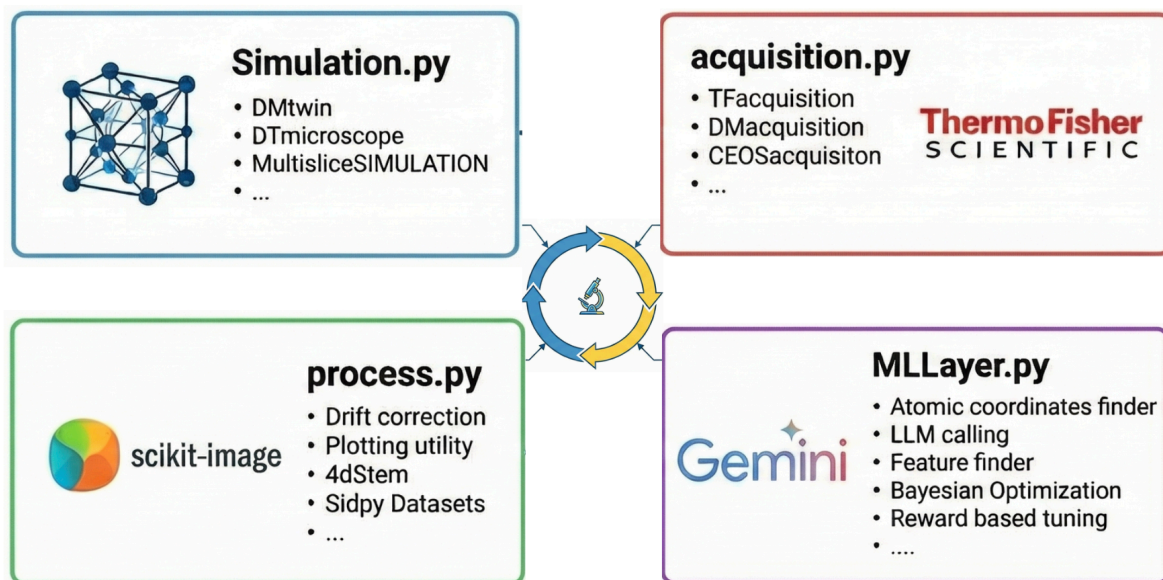 Simulation.py
• DMtwin
• DTmicroscope
• MultisliceSIMULATION
• ...
acquisition.py
• TFacquisition
• DMacquisition
• CEOSacquisiton
• ...
ThermoFisher
SCIENTIFIC
process.py
• Drift correction
• Plotting utility
• 4dStem
• Sidpy Datasets
• ...
scikit-image
MLLayer.py
• Atomic coordinates finder
• LLM calling
• Feature finder
• Bayesian Optimization
• Reward based tuning
• ....
Gemini